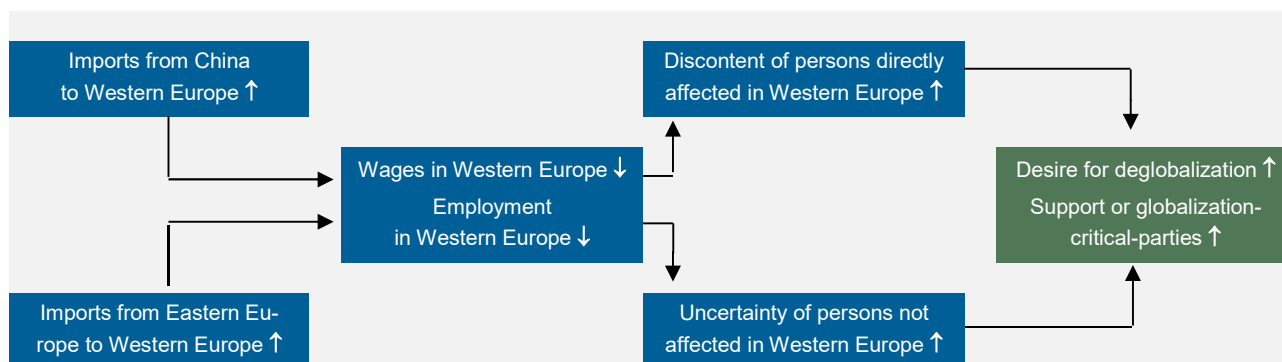 Imports from China
to Western Europe ↑
Discontent of persons directly
affected in Western Europe ↑
Wages in Western Europe ↓
Employment
in Western Europe ↓
Desire for deglobalization ↑
Support or globalization-
critical-parties ↑
Imports from Eastern Eu-
rope to Western Europe ↑
Uncertainty of persons not
affected in Western Europe ↑